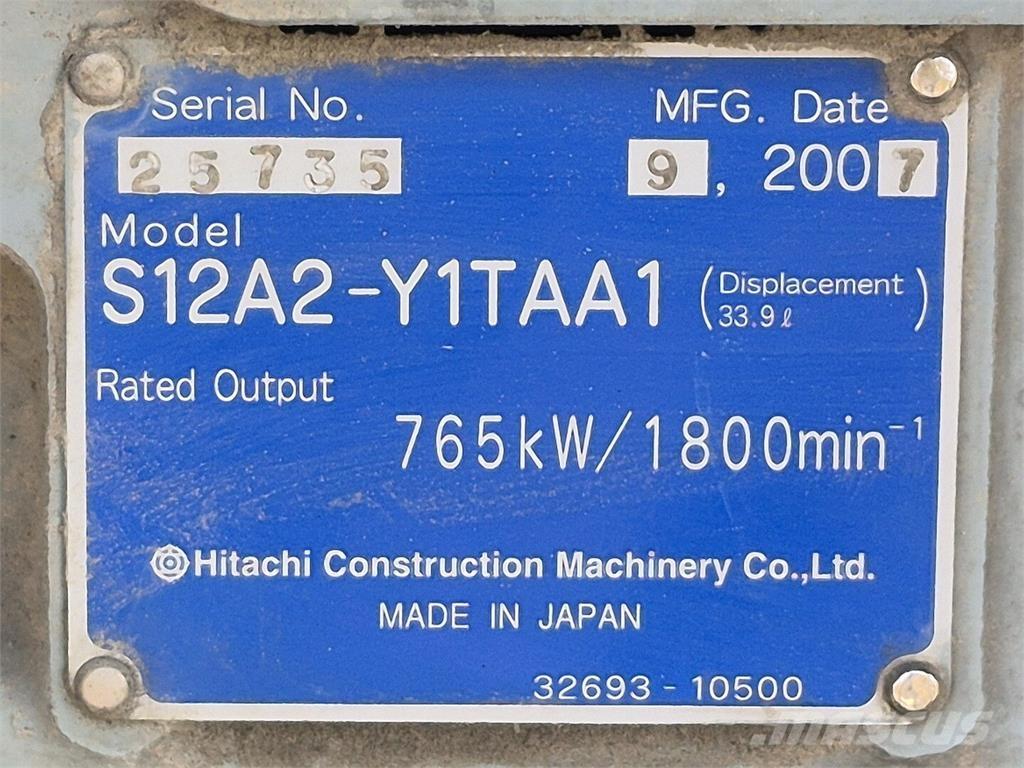 Serial No. MFG. Date
25735 9, 2007
Model
S12A2-Y1TAA1 (Displacement 33.9ℓ)
Rated Output
765kW/1800min⁻¹
Hitachi Construction Machinery Co.,Ltd.
MADE IN JAPAN
32693-10500
MASCUS